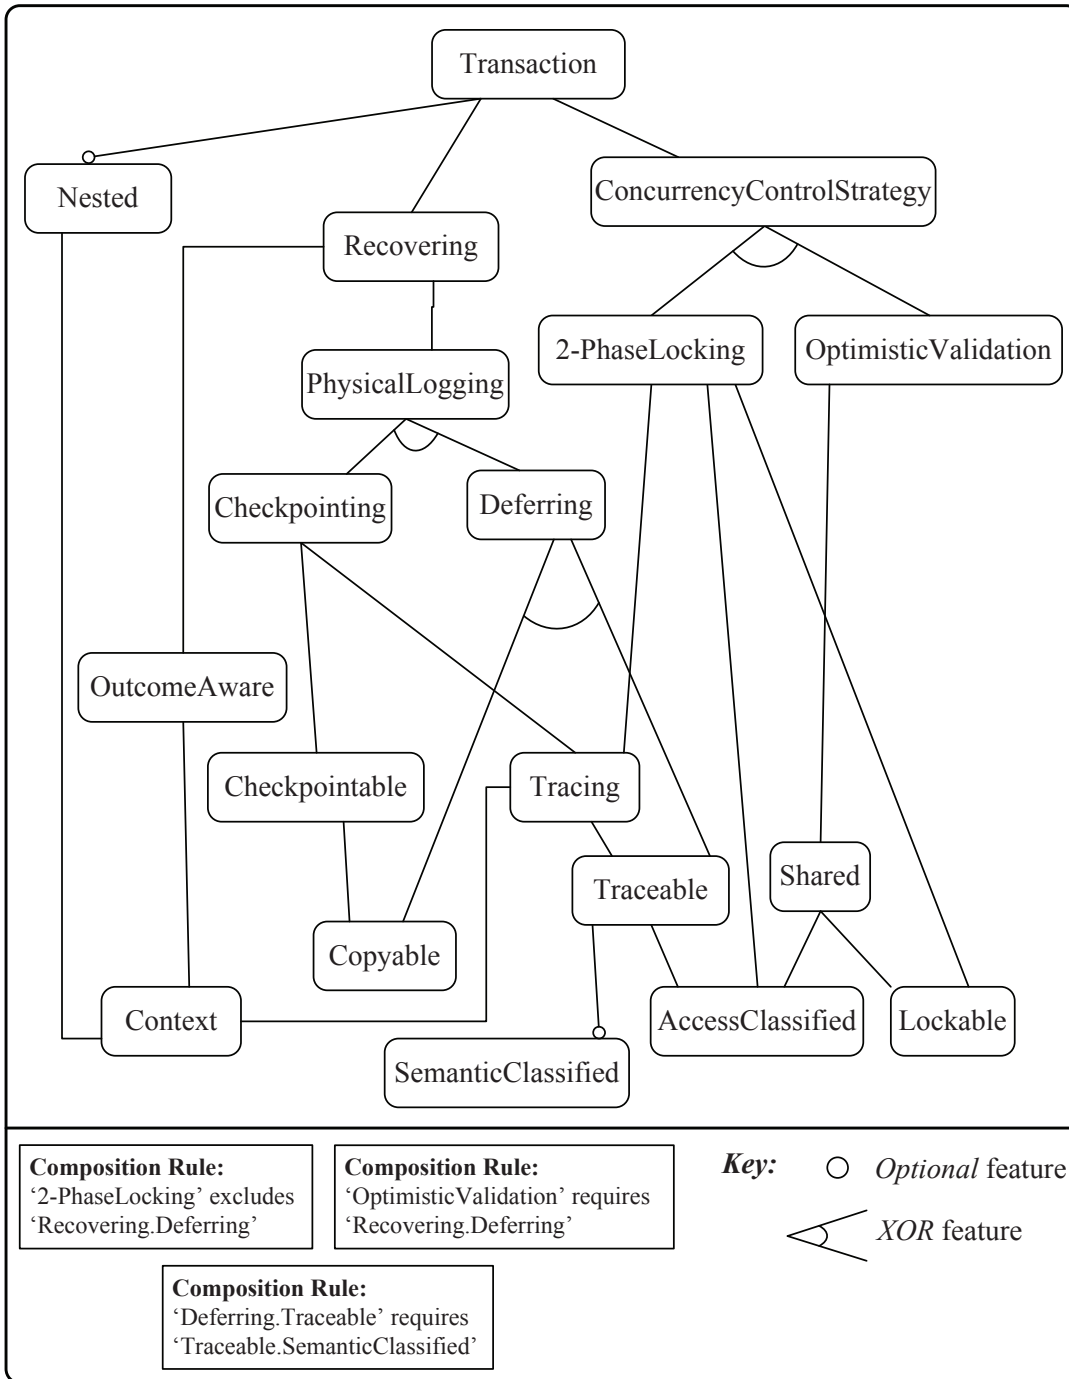 Transaction
Nested
ConcurrencyControlStrategy
Recovering
2-PhaseLocking
OptimisticValidation
PhysicalLogging
Checkpointing
Deferring
OutcomeAware
Checkpointable
Tracing
Traceable
Shared
Copyable
Context
AccessClassified
Lockable
SemanticClassified
Composition Rule:
‘2-PhaseLocking’ excludes
‘Recovering.Deferring’
Composition Rule:
‘OptimisticValidation’ requires
‘Recovering.Deferring’
Composition Rule:
‘Deferring.Traceable’ requires
‘Traceable.SemanticClassified’
Key:
Optional feature
XOR feature